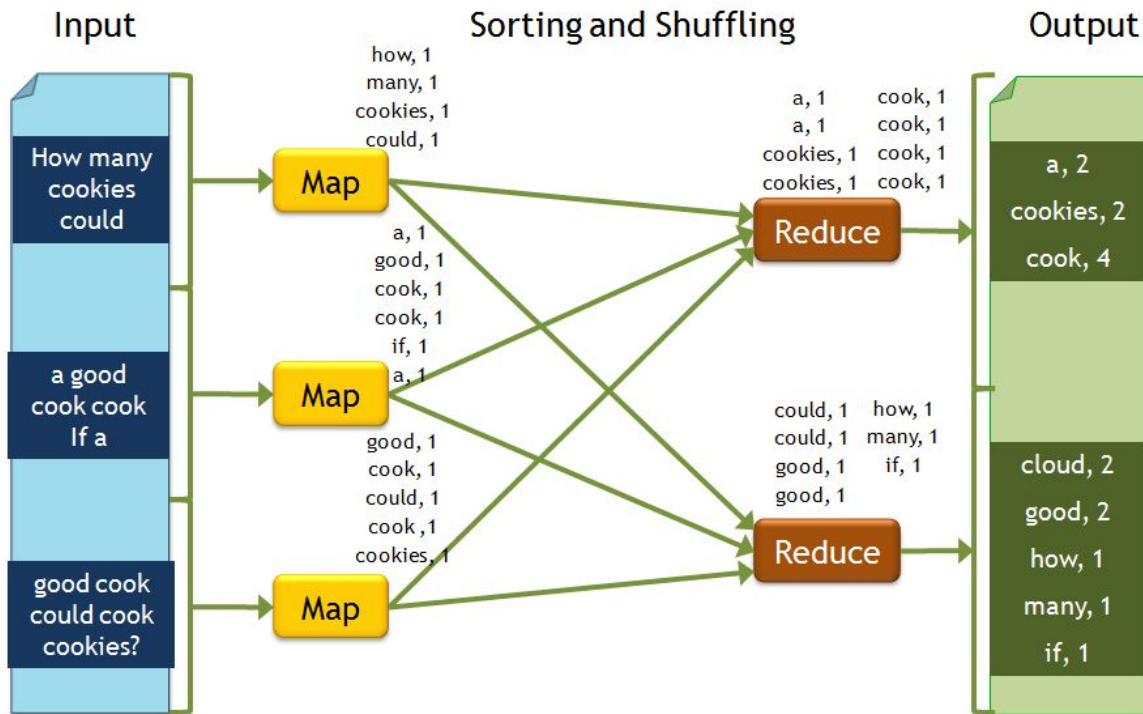 Input
Sorting and Shuffling
Output
How many
cookies
could
a good
cook cook
If a
good cook
could cook
cookies?
how, 1
many, 1
cookies, 1
could, 1
Map
a, 1
good, 1
cook, 1
cook, 1
if, 1
a, 1
Map
good, 1
cook, 1
could, 1
cook , 1
cookies, 1
Map
a, 1
a, 1
cookies, 1
cookies, 1
cook, 1
cook, 1
cook, 1
cook, 1
Reduce
could, 1
could, 1
good, 1
good, 1
how, 1
many, 1
if, 1
Reduce
a, 2
cookies, 2
cook, 4
cloud, 2
good, 2
how, 1
many, 1
if, 1